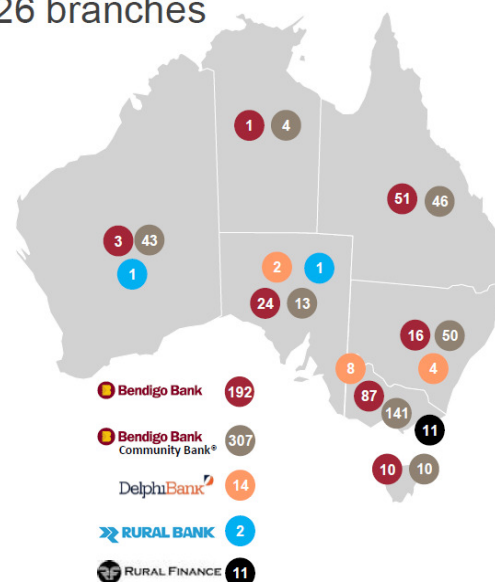 26 branches
1 4
51 46
3 43
1
2 1
24 13
16 50
8 4
87
141
11
10 10
Bendigo Bank 192
Bendigo Bank 307
Community Bank®
DelphiBank 14
RURAL BANK 2
RF RURAL FINANCE 11